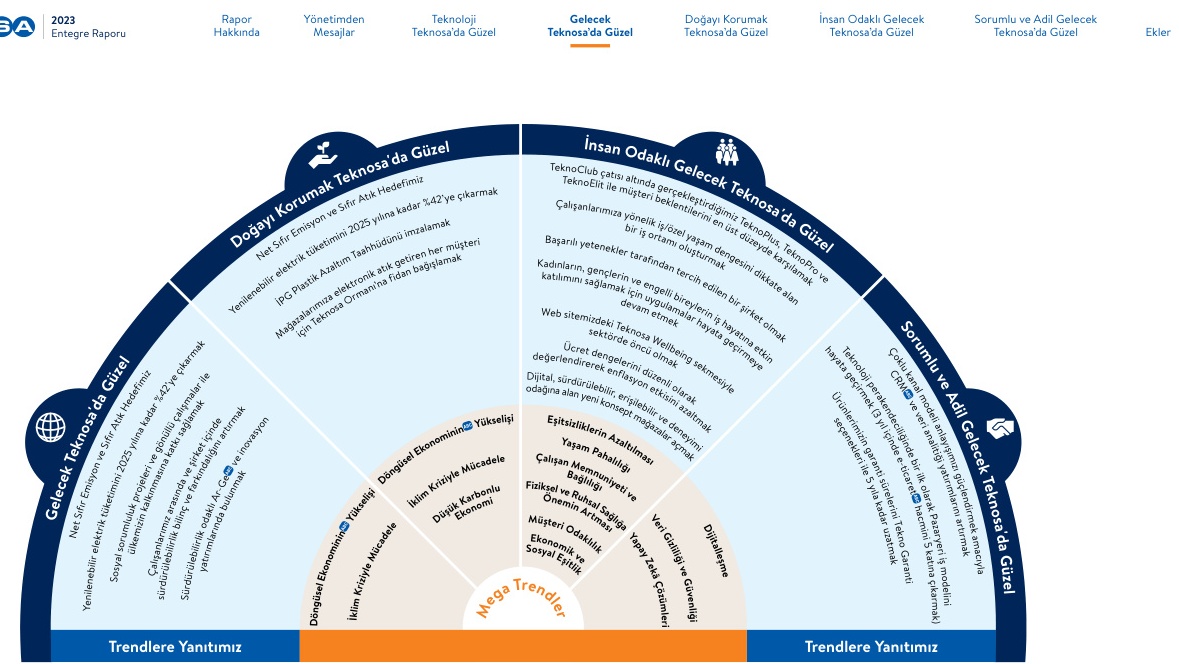 SA
2023
Entegre Raporu
Rapor
Hakkında
Yönetimden
Mesajlar
Teknoloji
Teknosa’da Güzel
Gelecek
Teknosa’da Güzel
Doğayı Korumak
Teknosa’da Güzel
İnsan Odaklı Gelecek
Teknosa’da Güzel
Sorumlu ve Adil Gelecek
Teknosa’da Güzel
Ekler
Gelecek Teknosa’da Güzel
Net Sıfır Emisyon ve Sıfır Atık Hedefimiz
Yenilenebilir elektrik tüketimini 2025 yılına kadar %42’ye çıkarmak
Sosyal sorumluluk projeleri ve gönüllü çalışmalar ile
ülkemizin kalkınmasına katkı sağlamak
Çalışanlarımız arasında ve şirket içinde
sürdürülebilirlik bilinç ve farkındalığını artırmak
Sürdürülebilirlik odaklı Ar-Ge ABC ve inovasyon
yatırımlarında bulunmak
Doğayı Korumak Teknosa’da Güzel
Net Sıfır Emisyon ve Sıfır Atık Hedefimiz
Yenilenebilir elektrik tüketimini 2025 yılına kadar %42’ye çıkarmak
İPG Plastik Azaltım Taahhüdünü imzalamak
Mağazalarımıza elektronik atık getiren her müşteri
için Teknosa Ormanı’na fidan bağışlamak
İnsan Odaklı Gelecek Teknosa’da Güzel
TeknoClub çatısı altında gerçekleştirdiğimiz TeknoPlus, TeknoPro ve
TeknoElit ile müşteri beklentilerini en üst düzeyde karşılamak
Çalışanlarımıza yönelik iş/özel yaşam dengesini dikkate alan
bir iş ortamı oluşturmak
Başarılı yetenekler tarafından tercih edilen bir şirket olmak
Kadınların, gençlerin ve engelli bireylerin iş hayatına etkin
katılımını sağlamak için uygulamalar hayata geçirmeye
devam etmek
Web sitemizdeki Teknosa Wellbeing sekmesiyle
sektörde öncü olmak
Ücret dengelerini düzenli olarak
değerlendirerek enflasyon etkisini azaltmak
Dijital, sürdürülebilir, erişilebilir ve deneyimi
odağına alan yeni konsept mağazalar açmak
Sorumlu ve Adil Gelecek Teknosa’da Güzel
Çoklu kanal modeli anlayışımızı güçlendirmek amacıyla
CRM ABC ve veri analitiği yatırımlarını artırmak
Teknoloji perakendeciliğinde bir ilk olarak Pazaryeri iş modelini
hayata geçirmek (3 yıl içinde e-ticaret ABC hacmini 5 katına çıkarmak)
Ürünlerimizin garanti sürelerini Tekno Garanti
seçenekleri ile 5 yıla kadar uzatmak
Döngüsel Ekonominin ABC Yükselişi
İklim Kriziyle Mücadele
Döngüsel Ekonominin ABC Yükselişi
İklim Kriziyle Mücadele
Düşük Karbonlu
Ekonomi
Eşitsizliklerin Azaltılması
Yaşam Pahalılığı
Çalışan Memnuniyeti ve
Bağlılığı
Fiziksel ve Ruhsal Sağlığa
Önemin Artması
Müşteri Odaklılık
Ekonomik ve
Sosyal Eşitlik
Dijitalleşme
Veri Gizliliği ve Güvenliği
Yapay Zekâ Çözümleri
Mega Trendler
Trendlere Yanıtımız
Trendlere Yanıtımız